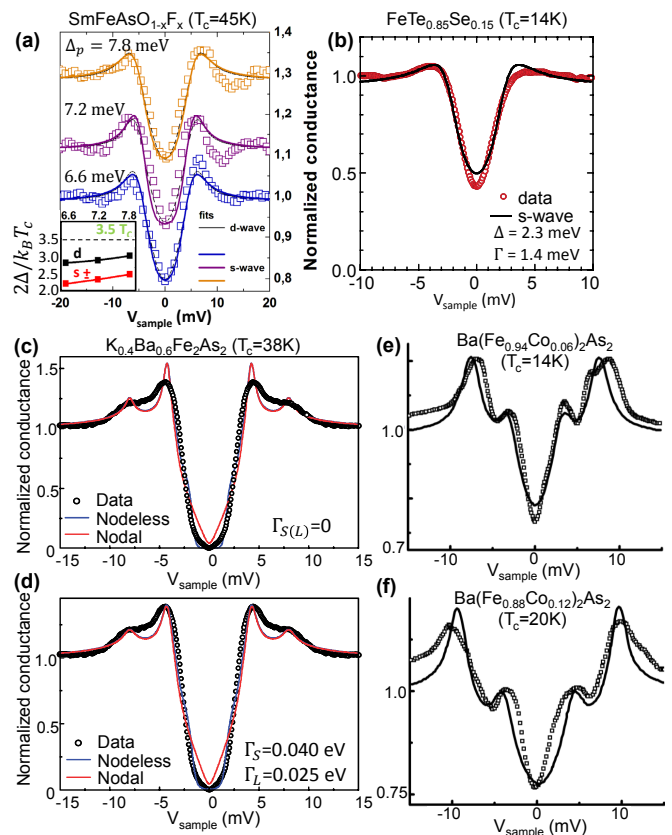 (a)
SmFeAsO1-xFx (Tc=45K)
Δp = 7.8 meV
7.2 meV
6.6 meV
1,4
1,3
1,2
1,1
1,0
0,9
0,8
6.6 7.2 7.8
3.5 Tc
3.5
3.0
2.5
2.0
d
s±
2Δ/kBTc
fits
d-wave
s-wave
-20 -10 0 10 20
Vsample (mV)
(b)
FeTe0.85Se0.15 (Tc=14K)
Normalized conductance
1.0
0.5
0.0
data
s-wave
Δ = 2.3 meV
Γ = 1.4 meV
-10 -5 0 5 10
Vsample (mV)
(c)
K0.4Ba0.6Fe2As2 (Tc=38K)
Normalized conductance
1.5
1.0
0.5
0
Data
Nodeless
Nodal
ΓS(L)=0
-15 -10 -5 0 5 10 15
Vsample (mV)
(d)
Normalized conductance
1.0
0.5
0
Data
Nodeless
Nodal
ΓS=0.040 eV
ΓL=0.025 eV
-15 -10 -5 0 5 10 15
Vsample (mV)
(e)
Ba(Fe0.94Co0.06)2As2
(Tc=14K)
1.0
0.7
-10 0 10
Vsample (mV)
(f)
Ba(Fe0.88Co0.12)2As2
(Tc=20K)
1.0
0.75
-10 0 10
Vsample (mV)